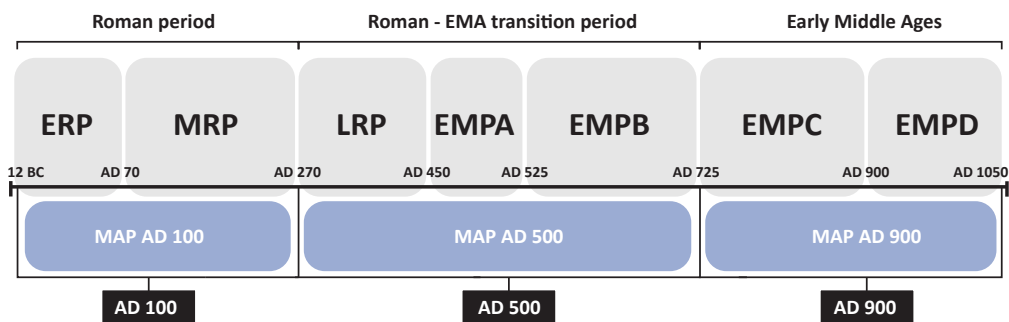 Roman period Roman - EMA transition period Early Middle Ages
ERP MRP LRP EMPA EMPB EMPC EMPD
12 BC AD 70 AD 270 AD 450 AD 525 AD 725 AD 900 AD 1050
MAP AD 100 MAP AD 500 MAP AD 900
AD 100 AD 500 AD 900